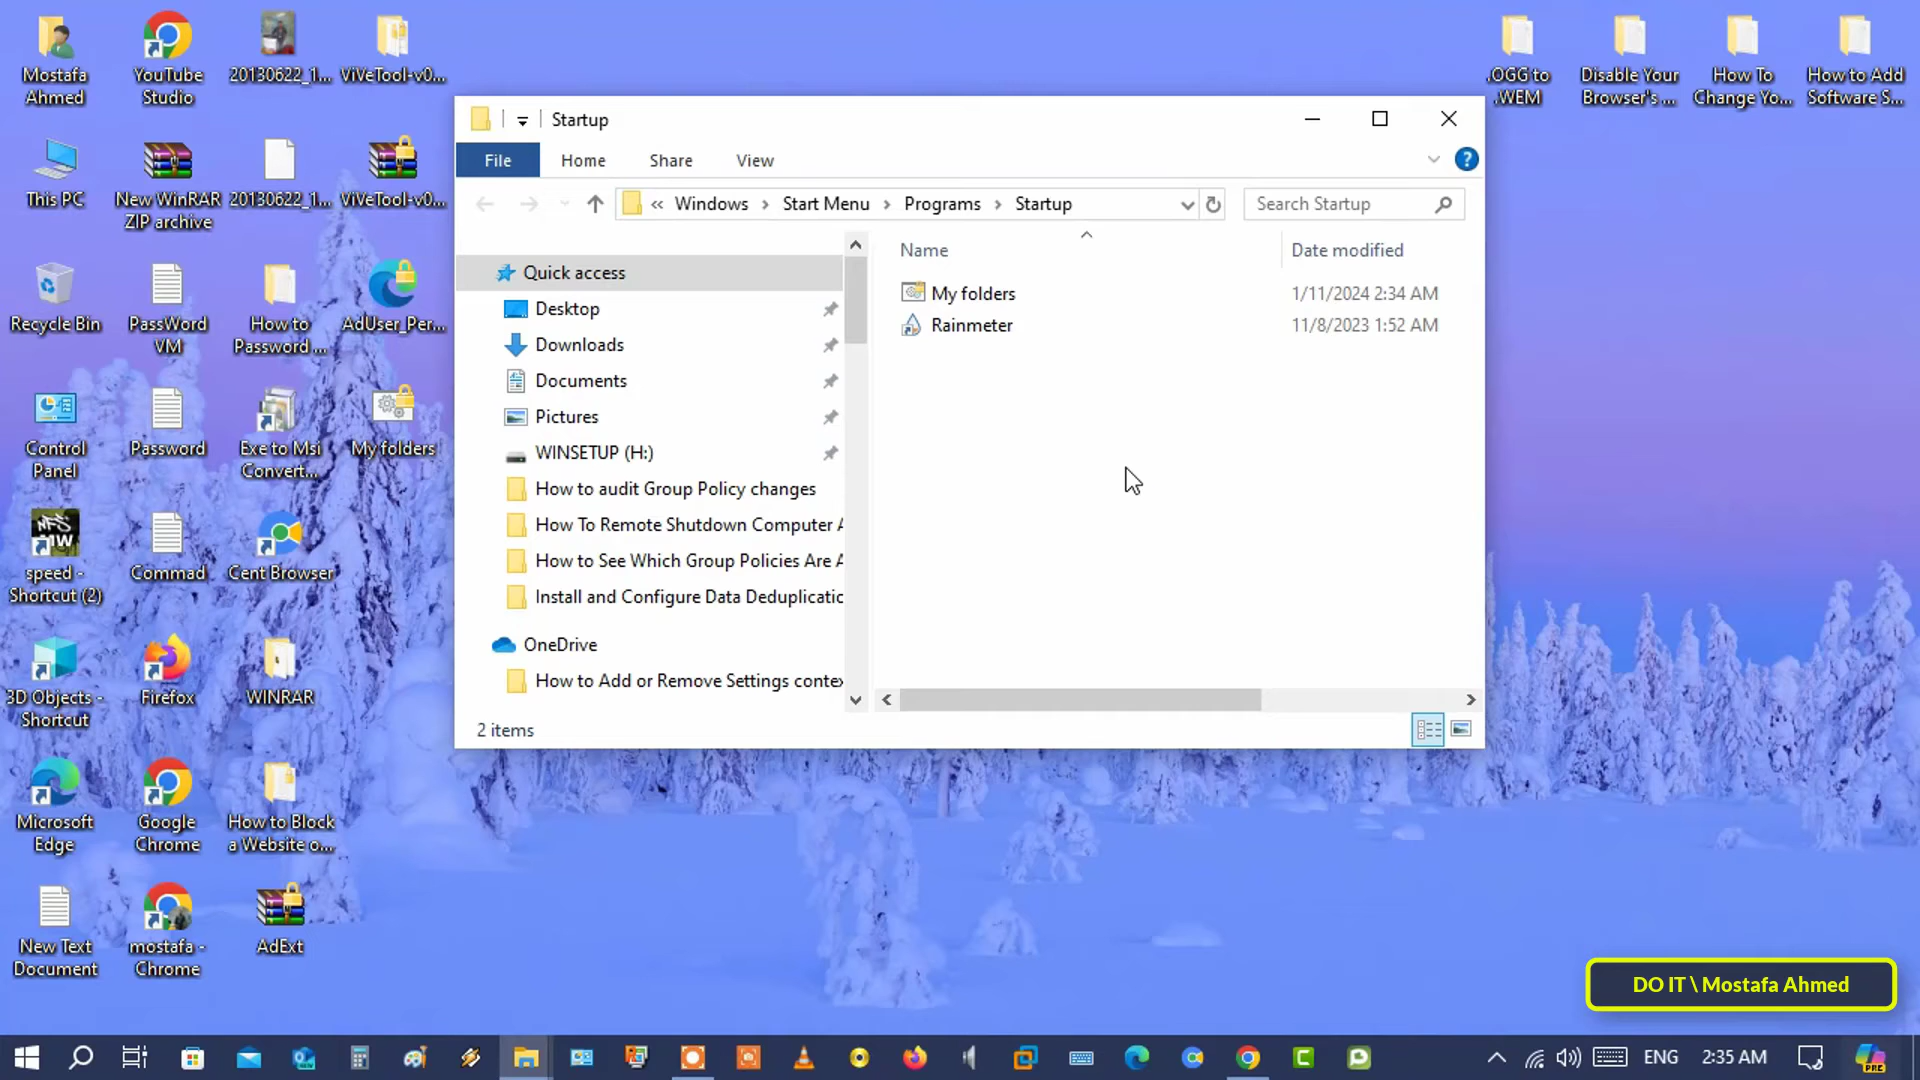 Mostafa
Ahmed
YouTube
Studio
20130622_1...
ViVeTool-v0...
.OGG to
.WEM
Disable Your
Browser's ...
How To
Change Yo...
How to Add
Software S...
This PC
New WinRAR
ZIP archive
20130622_1...
ViVeTool-v0...
Recycle Bin
PassWord
VM
How to
Password ...
AdUser_Per...
Control
Panel
Password
Exe to Msi
Convert...
My folders
speed -
Shortcut (2)
Commad
Cent Browser
3D Objects -
Shortcut
Firefox
WINRAR
Microsoft
Edge
Google
Chrome
How to Block
a Website o...
New Text
Document
mostafa -
Chrome
AdExt
Startup
File
Home
Share
View
?
« Windows › Start Menu › Programs › Startup
Search Startup
Name
Date modified
My folders
1/11/2024 2:34 AM
Rainmeter
11/8/2023 1:52 AM
Quick access
Desktop
Downloads
Documents
Pictures
WINSETUP (H:)
How to audit Group Policy changes
How To Remote Shutdown Computer A
How to See Which Group Policies Are A
Install and Configure Data Deduplicatic
OneDrive
How to Add or Remove Settings contex
2 items
DO IT \ Mostafa Ahmed
ENG
2:35 AM
PRE